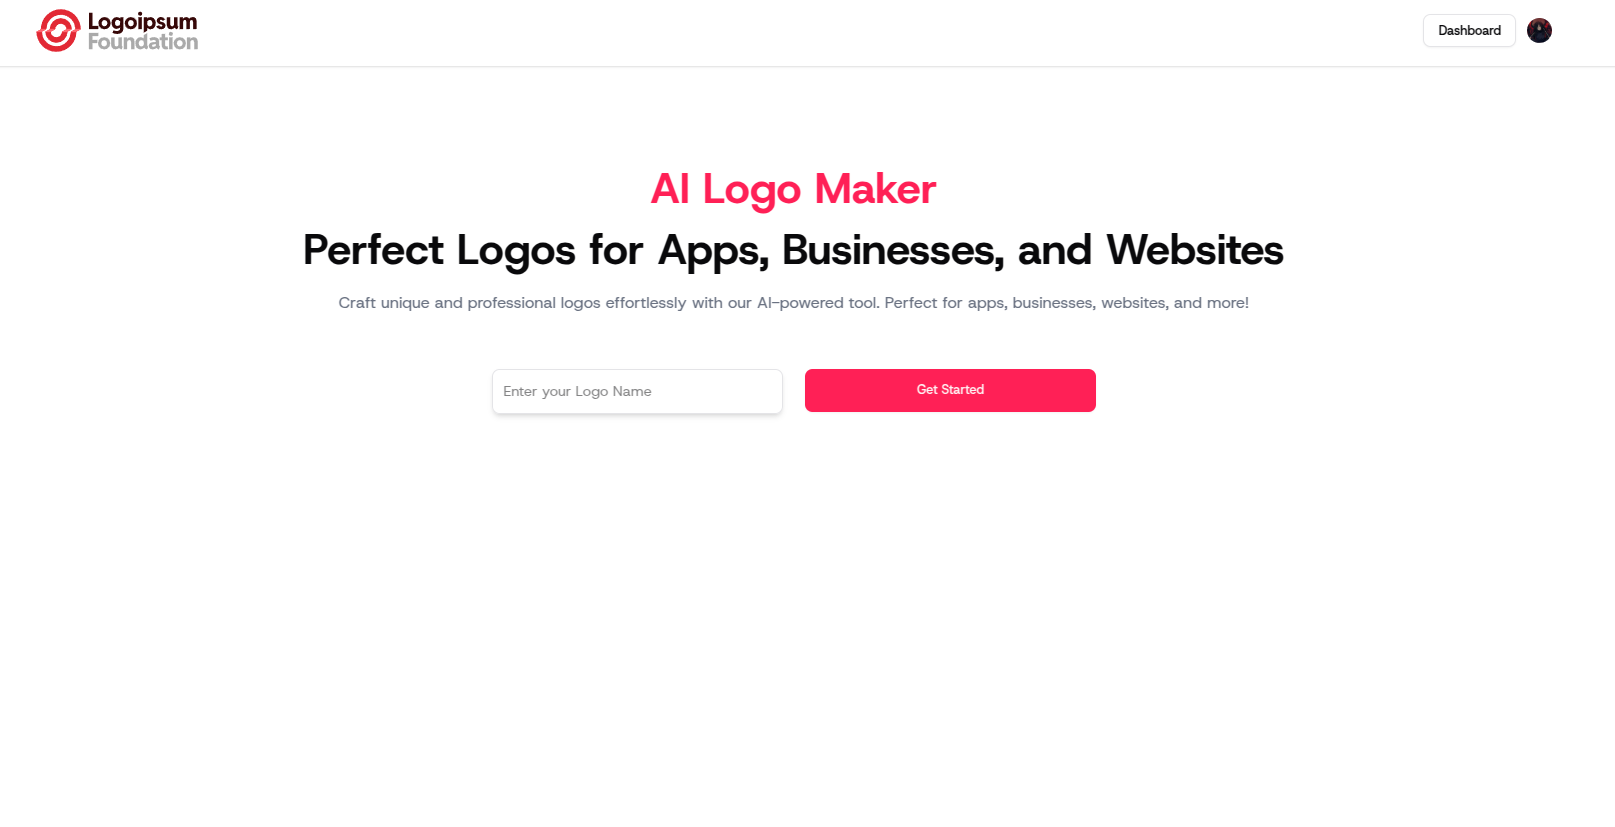 Logoipsum
Foundation
Dashboard
AI Logo Maker
Perfect Logos for Apps, Businesses, and Websites
Craft unique and professional logos effortlessly with our AI-powered tool. Perfect for apps, businesses, websites, and more!
Enter your Logo Name
Get Started